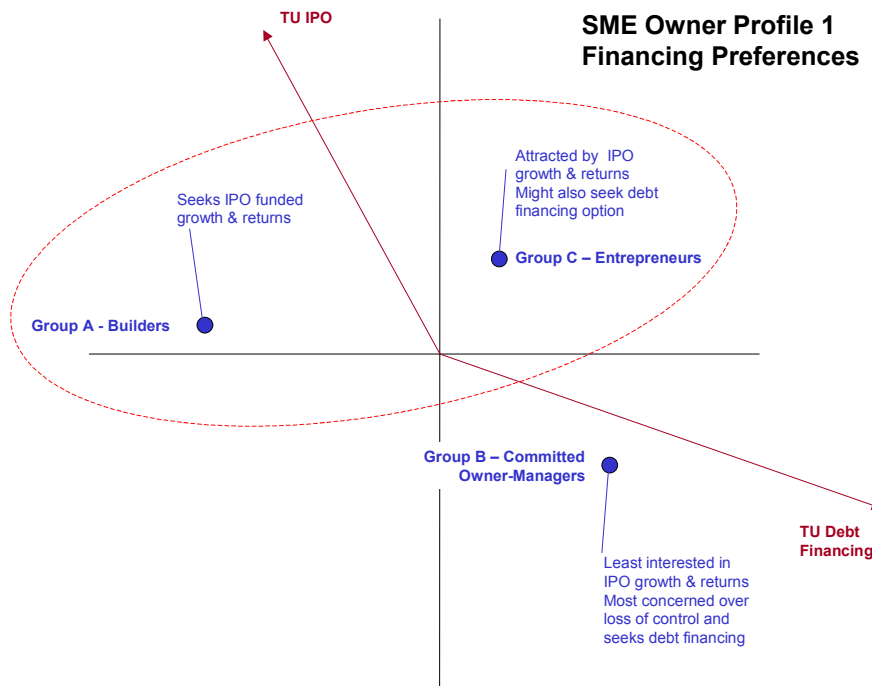 TU IPO
SME Owner Profile 1
Financing Preferences
Attracted by IPO
growth & returns
Might also seek debt
financing option
Seeks IPO funded
growth & returns
Group C – Entrepreneurs
Group A - Builders
Group B – Committed
Owner-Managers
TU Debt
Financing
Least interested in
IPO growth & returns
Most concerned over
loss of control and
seeks debt financing